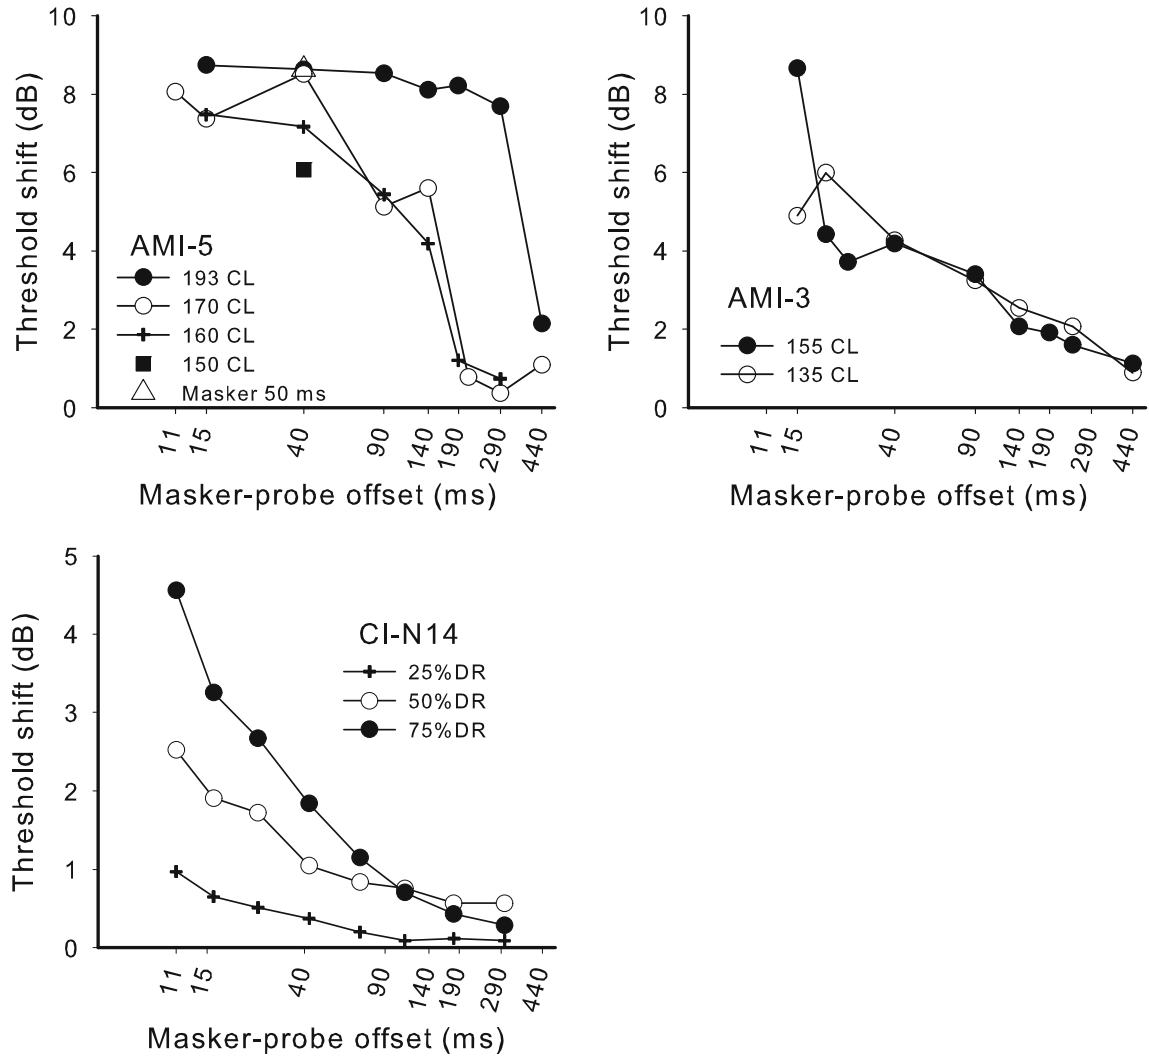 10
8
6
4
2
0
Threshold shift (dB)
AMI-5
193 CL
170 CL
160 CL
150 CL
Masker 50 ms
11 15 40 90 140 190 290 440
Masker-probe offset (ms)
10
8
6
4
2
0
Threshold shift (dB)
AMI-3
155 CL
135 CL
11 15 40 90 140 190 290 440
Masker-probe offset (ms)
5
4
3
2
1
0
Threshold shift (dB)
CI-N14
25%DR
50%DR
75%DR
11 15 40 90 140 190 290 440
Masker-probe offset (ms)